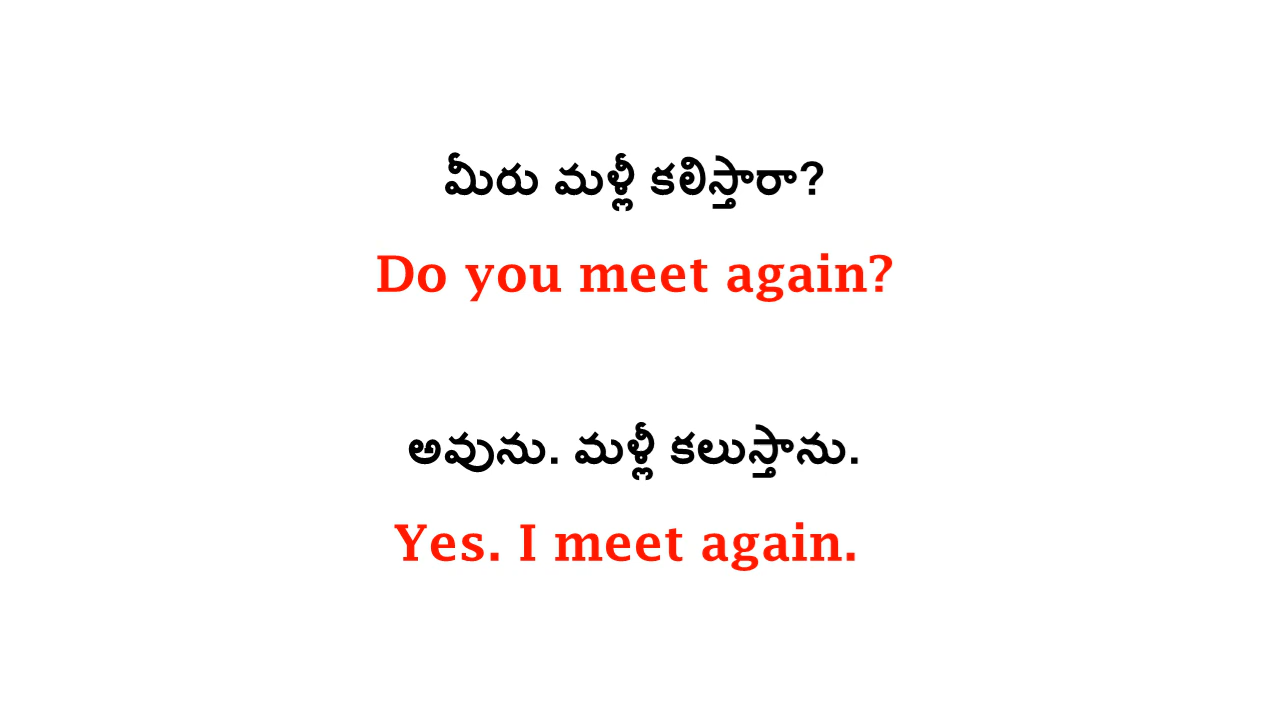 మీరు మళ్లీ కలిస్తారా?
Do you meet again?
అవును. మళ్లీ కలుస్తాను.
Yes. I meet again.